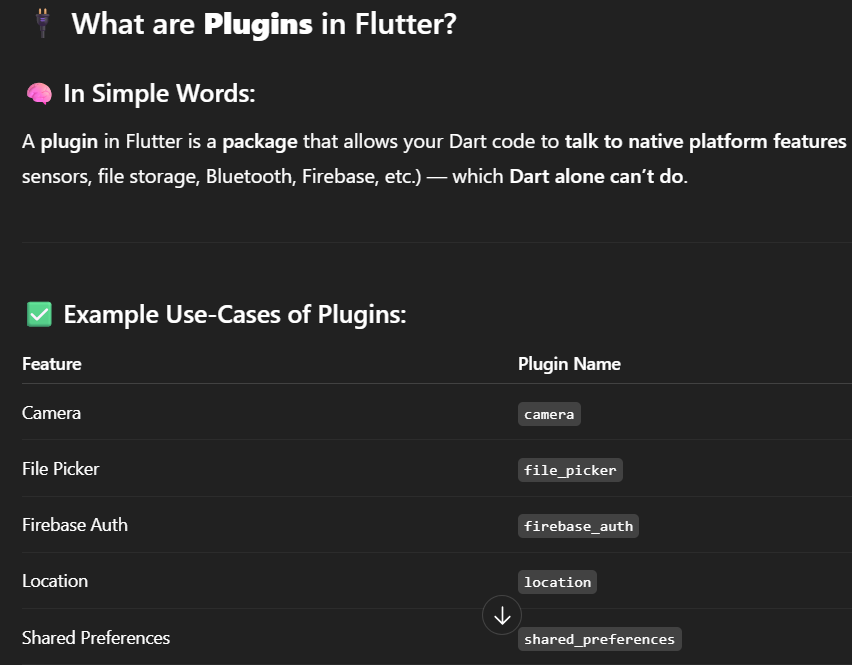 What are Plugins in Flutter?
In Simple Words:
A plugin in Flutter is a package that allows your Dart code to talk to native platform features
sensors, file storage, Bluetooth, Firebase, etc.) — which Dart alone can’t do.
Example Use-Cases of Plugins:
Feature Plugin Name
Camera camera
File Picker file_picker
Firebase Auth firebase_auth
Location location
Shared Preferences shared_preferences